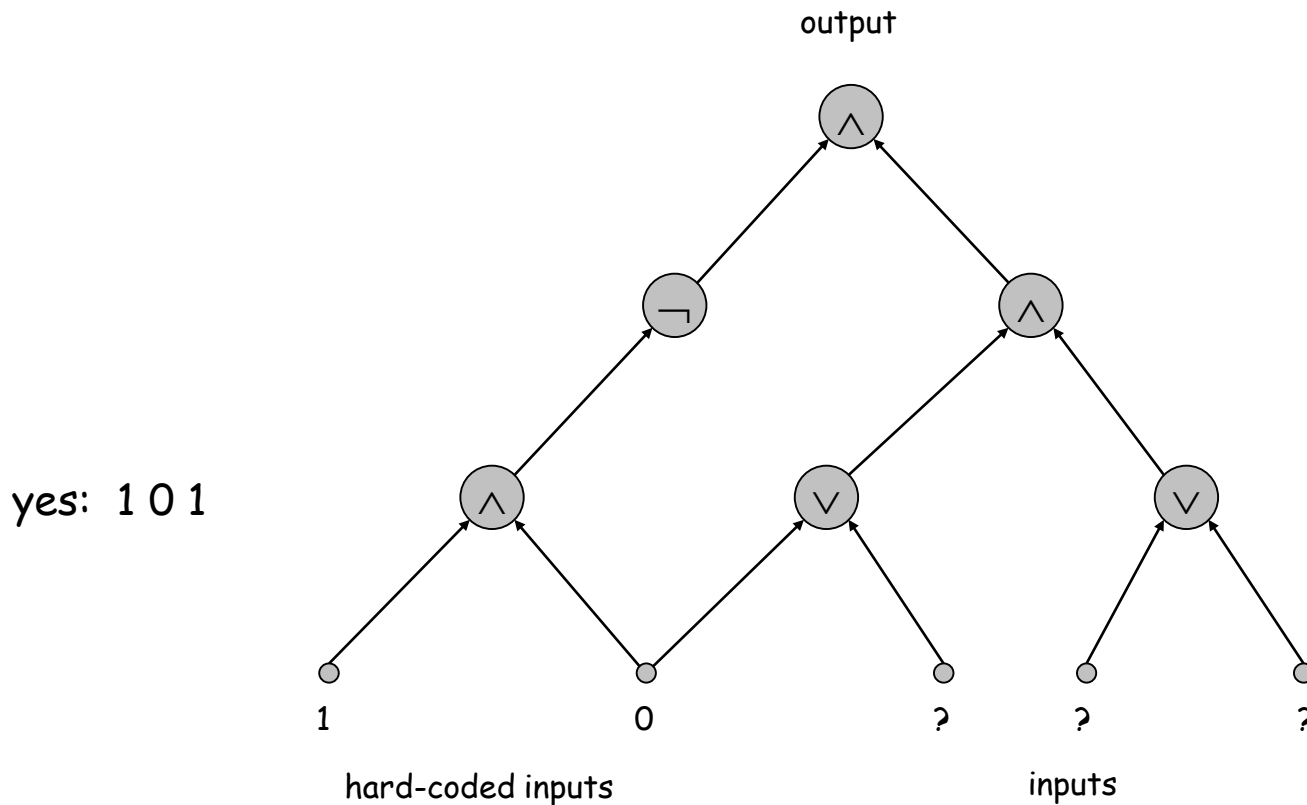 output
∧
¬ ∧
yes: 1 0 1 ∧ ∨ ∨
1 0 ? ? ?
hard-coded inputs inputs